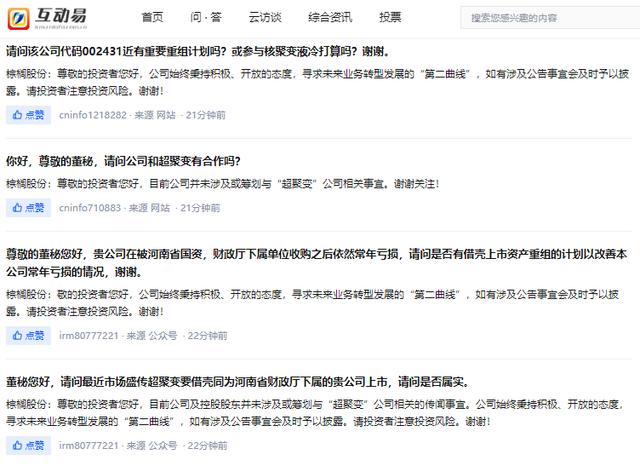 互动易
首页
问·答
云访谈
综合资讯
投票
搜索您感兴趣的内容
请问该公司代码002431近有重要重组计划吗？或参与核聚变液冷打算吗？谢谢。
棕榈股份：尊敬的投资者您好，公司始终秉持积极、开放的态度，寻求未来业务转型发展的“第二曲线”，如有涉及公告事宜会及时予以披
露。请投资者注意投资风险。谢谢！
点赞 cninfo1218282 · 来源 网站 · 21分钟前
你好，尊敬的董秘，请问公司和超聚变有合作吗？
棕榈股份：尊敬的投资者您好，目前公司并未涉及或筹划与“超聚变”公司相关事宜。谢谢关注！
点赞 cninfo710883 · 来源 网站 · 21分钟前
尊敬的董秘您好，贵公司在被河南省国资，财政厅下属单位收购之后依然常年亏损，请问是否有借壳上市资产重组的计划以改善本
公司常年亏损的情况，谢谢。
棕榈股份：敬的投资者您好，公司始终秉持积极、开放的态度，寻求未来业务转型发展的“第二曲线”，如有涉及公告事宜会及时予以披
露。请投资者注意投资风险。谢谢！
点赞 irm80777221 · 来源 公众号 · 22分钟前
董秘您好，请问最近市场盛传超聚变要借壳同为河南省财政厅下属的贵公司上市，请问是否属实。
棕榈股份：尊敬的投资者您好，目前公司及控股股东并未涉及或筹划与“超聚变”公司相关的传闻事宜。公司始终秉持积极、开放的态度，
寻求未来业务转型发展的“第二曲线”，如有涉及公告事宜会及时予以披露。请投资者注意投资风险。谢谢！
点赞 irm80777221 · 来源 公众号 · 22分钟前